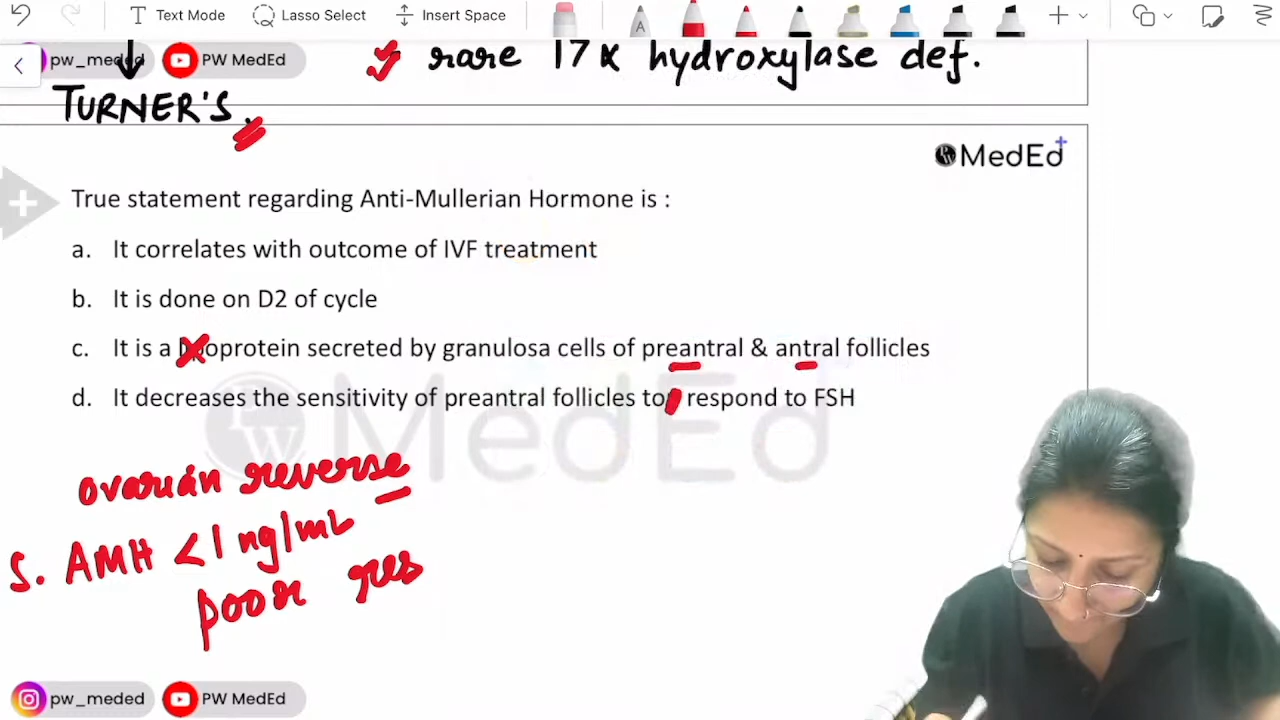 Text Mode Lasso Select Insert Space
pw_meded PW MedEd
rare 17α hydroxylase def.
TURNER'S.
MedEd
True statement regarding Anti-Mullerian Hormone is :
a. It correlates with outcome of IVF treatment
b. It is done on D2 of cycle
c. It is a lipoprotein secreted by granulosa cells of preantral & antral follicles
d. It decreases the sensitivity of preantral follicles to respond to FSH
PW MedEd
ovarian reverse
S. AMH <1 ng/mL
poor res
pw_meded PW MedEd